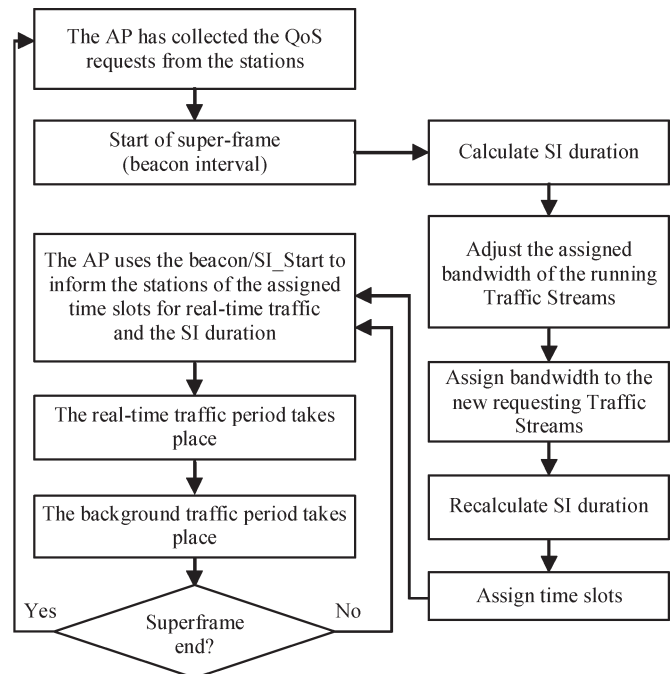 The AP has collected the QoS
requests from the stations
Start of super-frame
(beacon interval)
Calculate SI duration
Adjust the assigned
bandwidth of the running
Traffic Streams
Assign bandwidth to the
new requesting Traffic
Streams
Recalculate SI duration
Assign time slots
The AP uses the beacon/SI_Start to
inform the stations of the assigned
time slots for real-time traffic
and the SI duration
The real-time traffic period takes
place
The background traffic period takes
place
Yes
No
Superframe
end?